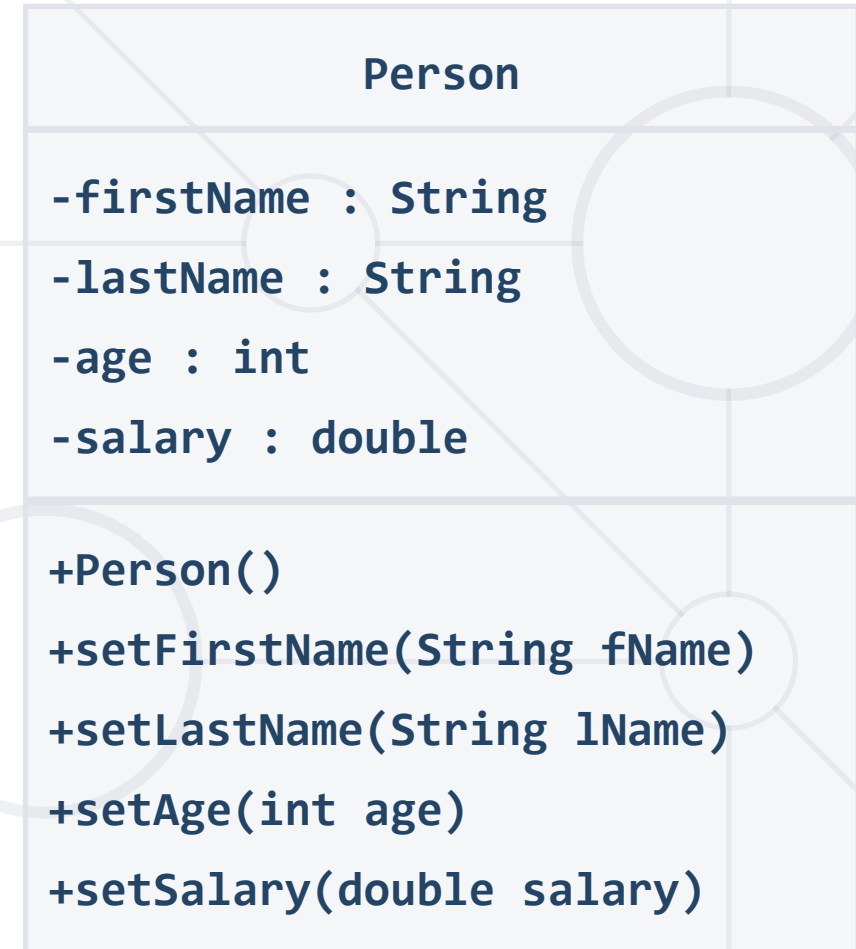 Person
-firstName : String
-lastName : String
-age : int
-salary : double
+Person()
+setFirstName(String fName)
+setLastName(String lName)
+setAge(int age)
+setSalary(double salary)